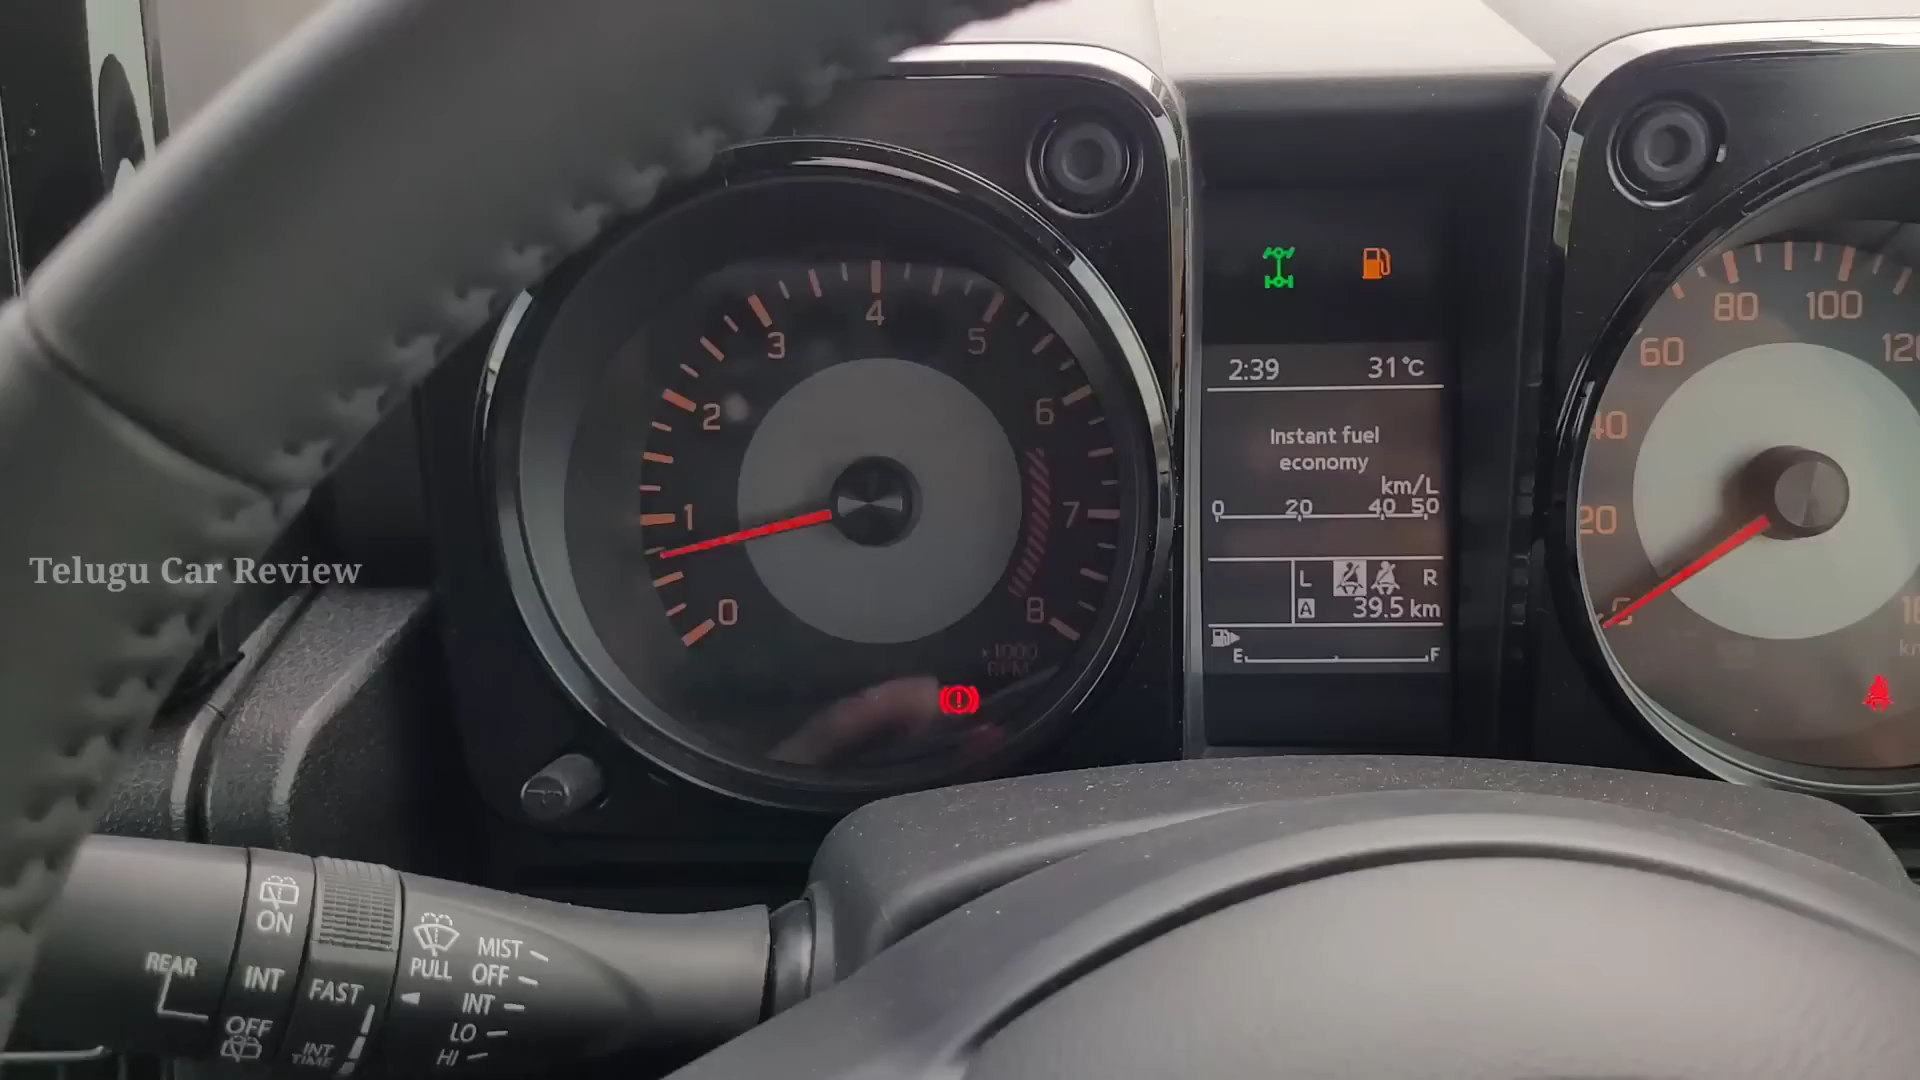 4
3
5
2
6
1
7
0
8
×1000
RPM
2:39 31°C
Instant fuel
economy
km/L
0 20 40 50
L R
A 39.5 km
E F
80 100
60 120
40
20
Telugu Car Review
ON
REAR INT
OFF
FAST
INT
TIME
PULL
MIST
OFF
INT
LO
HI